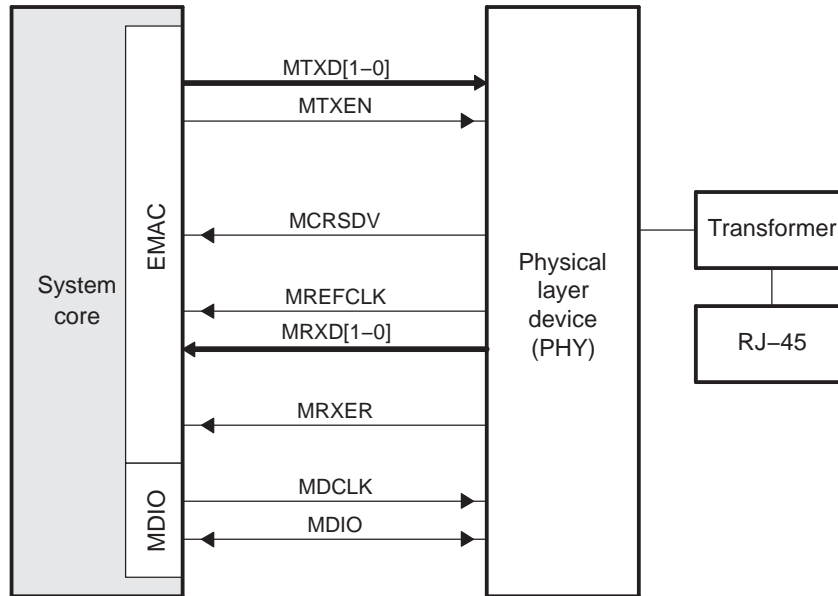 MTXD[1−0]
MTXEN
MCRSDV
MREFCLK
MRXD[1−0]
MRXER
MDCLK
MDIO
System
core
EMAC
MDIO
Physical
layer
device
(PHY)
Transformer
RJ−45